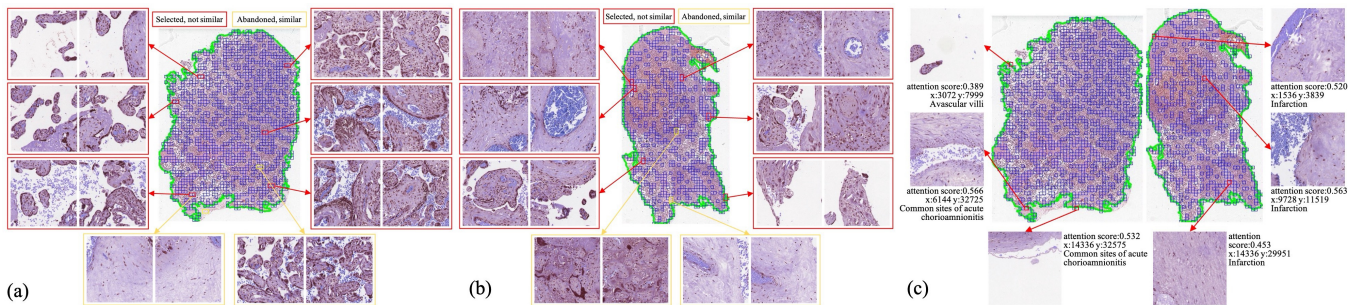 Selected, not similar
Abandoned, similar
(a)
Selected, not similar
Abandoned, similar
(b)
attention score:0.389
x:3072 y:7999
Avascular villi
attention score:0.566
x:6144 y:32725
Common sites of acute
chorioamnionitis
attention score:0.532
x:14336 y:32575
Common sites of acute
chorioamnionitis
attention
score:0.453
x:14336 y:29951
Infarction
attention score:0.520
x:1536 y:3839
Infarction
attention score:0.563
x:9728 y:11519
Infarction
(c)